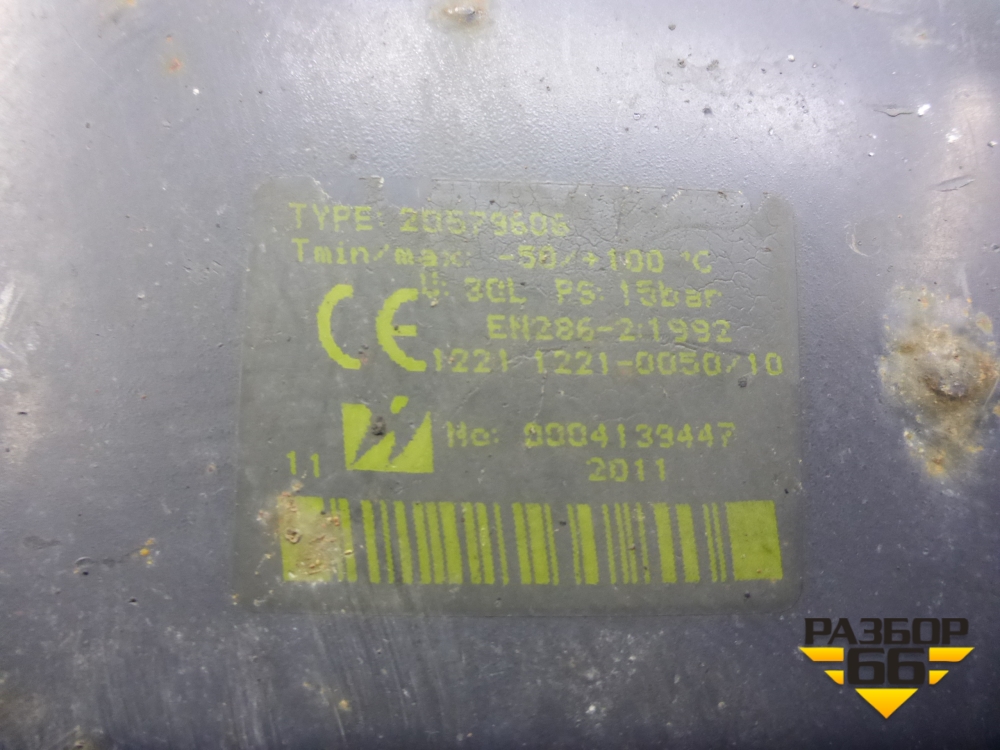 TYPE: 20579606
Tmin/max: -50/+100 °C
V: 30L PS: 15bar
CE
EN286-2:1992
1221 1221-0050/10
No: 0004139447
11
2011
РАЗБОР
66